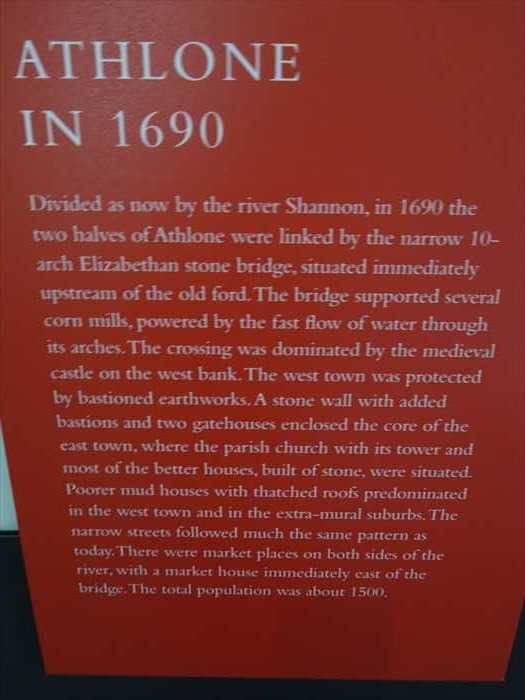 ATHLONE
IN 1690
Divided as now by the river Shannon, in 1690 the
two halves of Athlone were linked by the narrow 10-
arch Elizabethan stone bridge, situated immediately
upstream of the old ford. The bridge supported several
corn mills, powered by the fast flow of water through
its arches. The crossing was dominated by the medieval
castle on the west bank. The west town was protected
by bastioned earthworks. A stone wall with added
bastions and two gatehouses enclosed the core of the
east town, where the parish church with its tower and
most of the better houses, built of stone, were situated.
Poorer mud houses with thatched roofs predominated
in the west town and in the extra-mural suburbs. The
narrow streets followed much the same pattern as
today. There were market places on both sides of the
river, with a market house immediately east of the
bridge. The total population was about 1500.